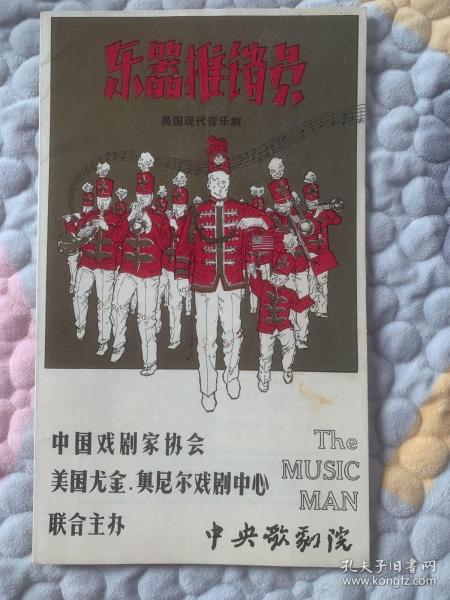 乐器推销员
美国现代音乐剧
中国戏剧家协会
美国尤金.奥尼尔戏剧中心
联合主办
The
MUSIC
MAN
中央歌剧院
孔夫子旧书网
www.kongfz.com